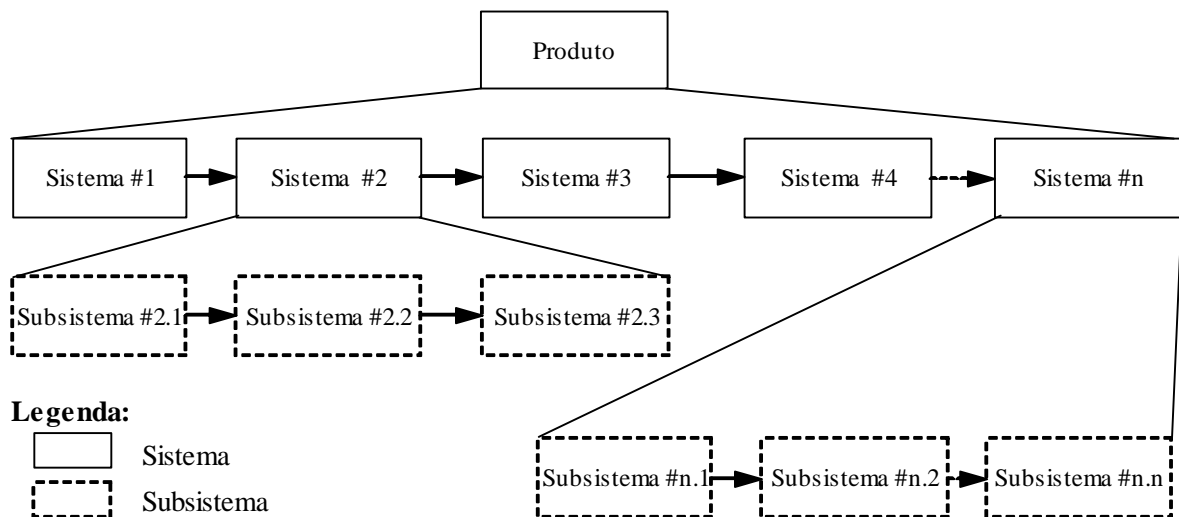 Produto
Sistema #1
Sistema #2
Sistema #3
Sistema #4
Sistema #n
Subsistema #2.1
Subsistema #2.2
Subsistema #2.3
Legenda:
Sistema
Subsistema
Subsistema #n.1
Subsistema #n.2
Subsistema #n.n